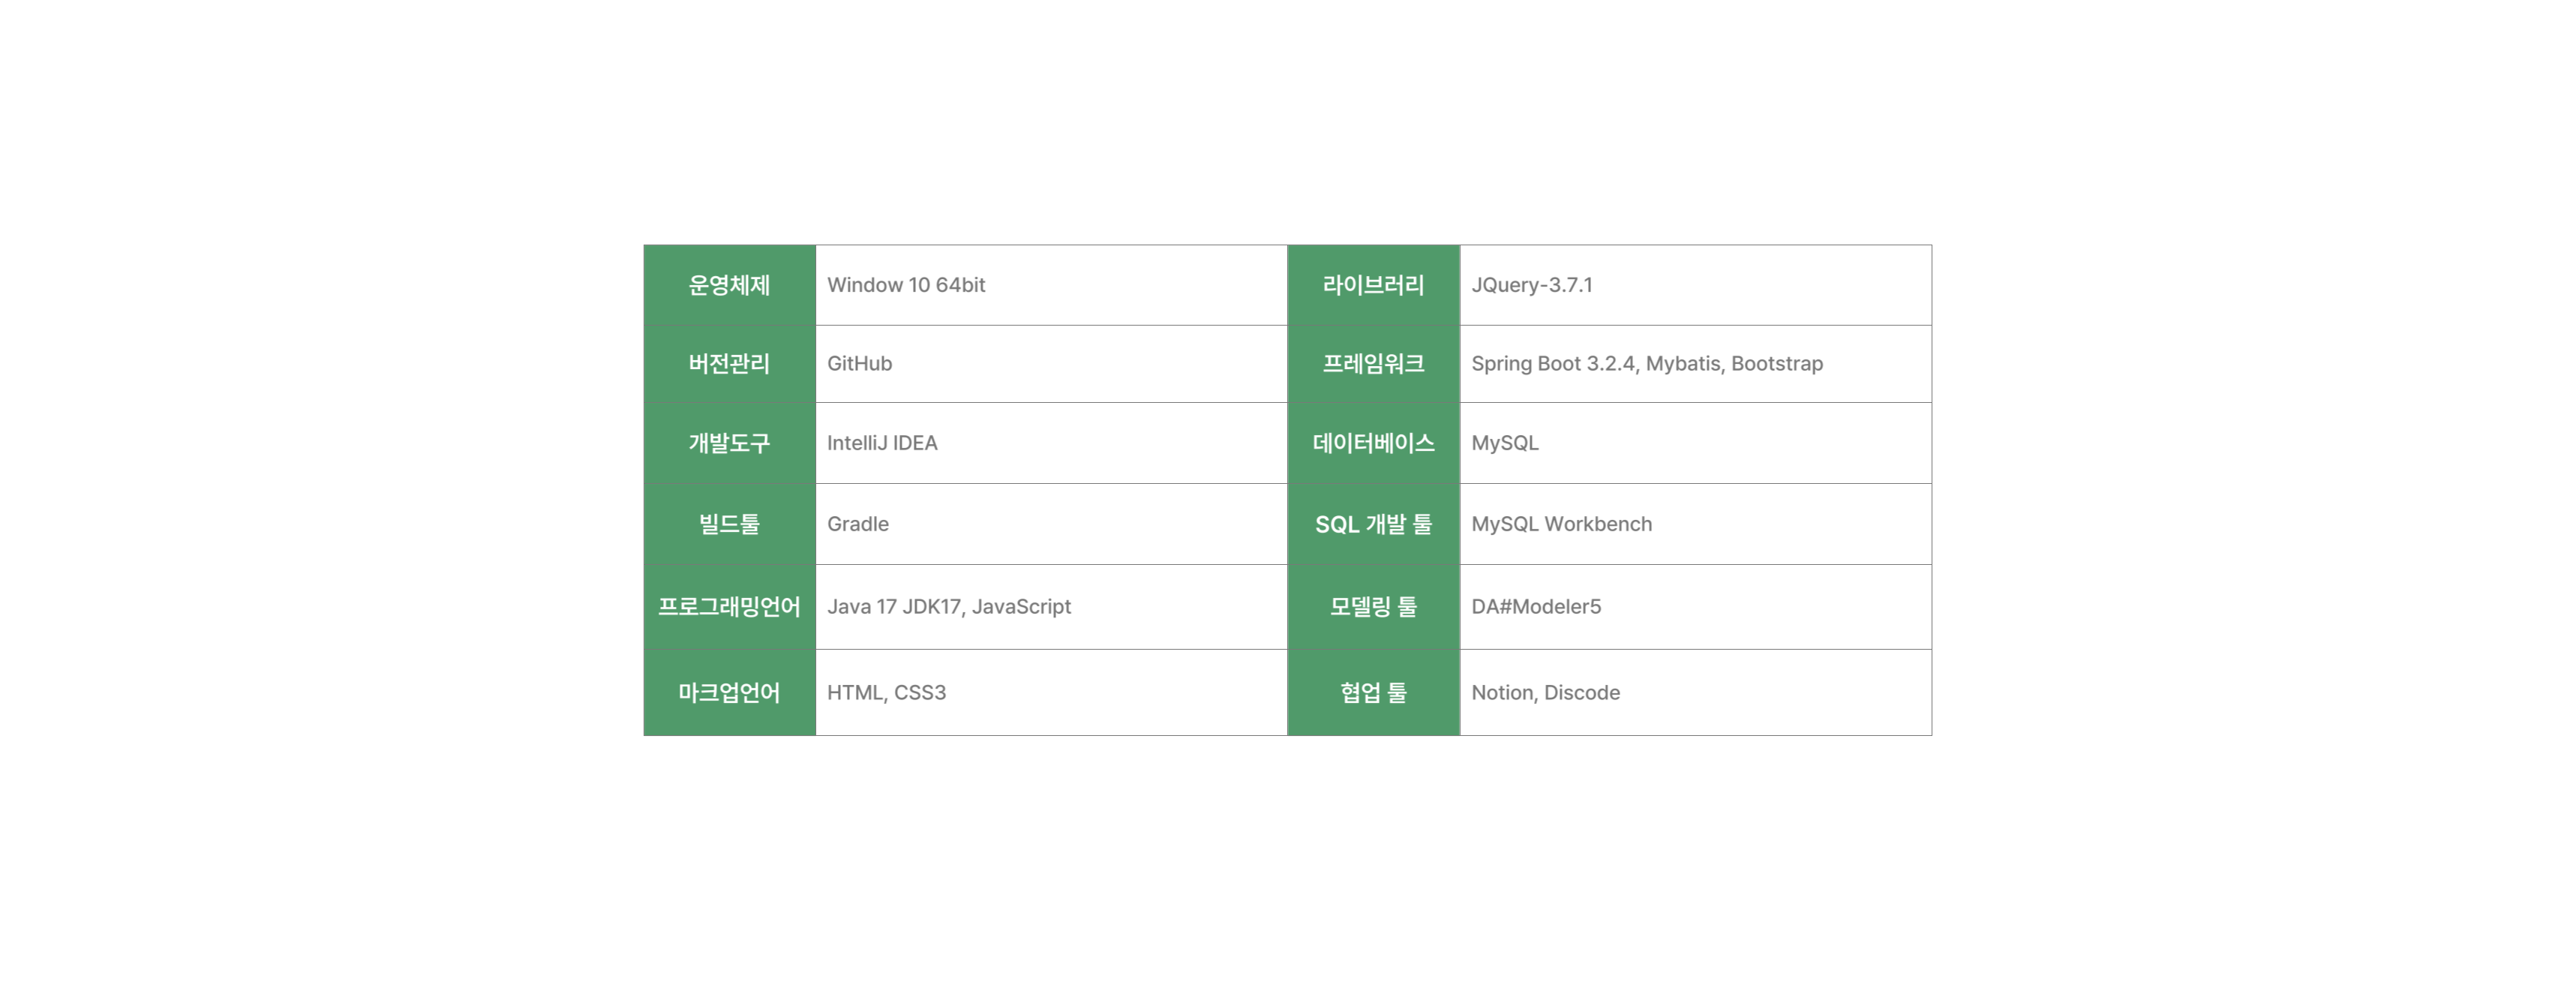 운영체제 Window 10 64bit 라이브러리 JQuery-3.7.1
버전관리 GitHub 프레임워크 Spring Boot 3.2.4, Mybatis, Bootstrap
개발도구 IntelliJ IDEA 데이터베이스 MySQL
빌드툴 Gradle SQL 개발 툴 MySQL Workbench
프로그래밍언어 Java 17 JDK17, JavaScript 모델링 툴 DA#Modeler5
마크업언어 HTML, CSS3 협업 툴 Notion, Discode